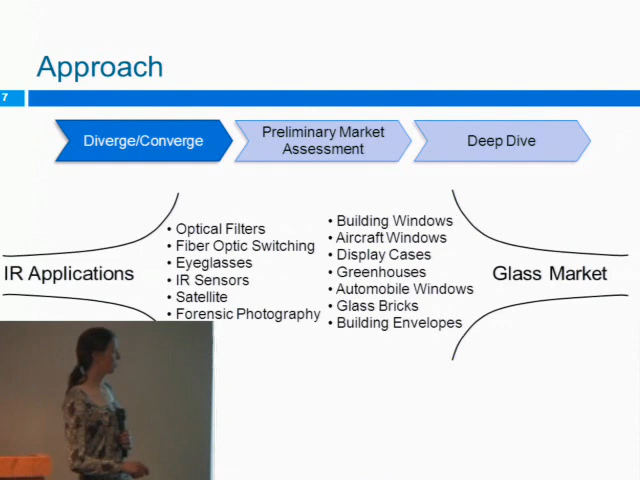 Approach
7
Diverge/Converge
Preliminary Market
Assessment
Deep Dive
IR Applications
• Optical Filters
• Fiber Optic Switching
• Eyeglasses
• IR Sensors
• Satellite
• Forensic Photography
• Building Windows
• Aircraft Windows
• Display Cases
• Greenhouses
• Automobile Windows
• Glass Bricks
• Building Envelopes
Glass Market